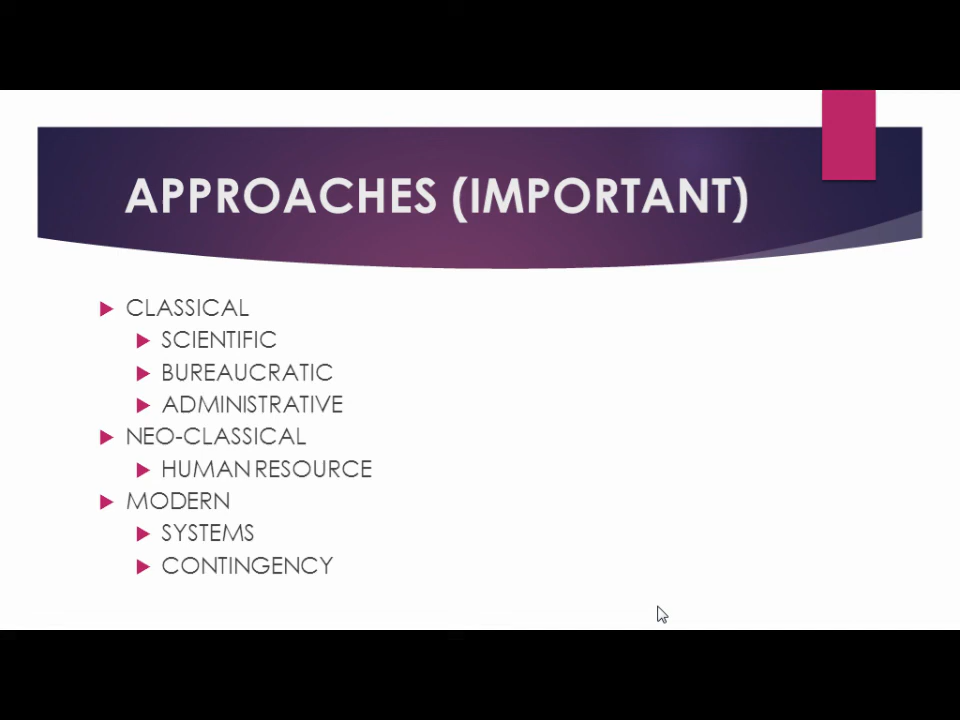 APPROACHES (IMPORTANT)
CLASSICAL
SCIENTIFIC
BUREAUCRATIC
ADMINISTRATIVE
NEO-CLASSICAL
HUMAN RESOURCE
MODERN
SYSTEMS
CONTINGENCY